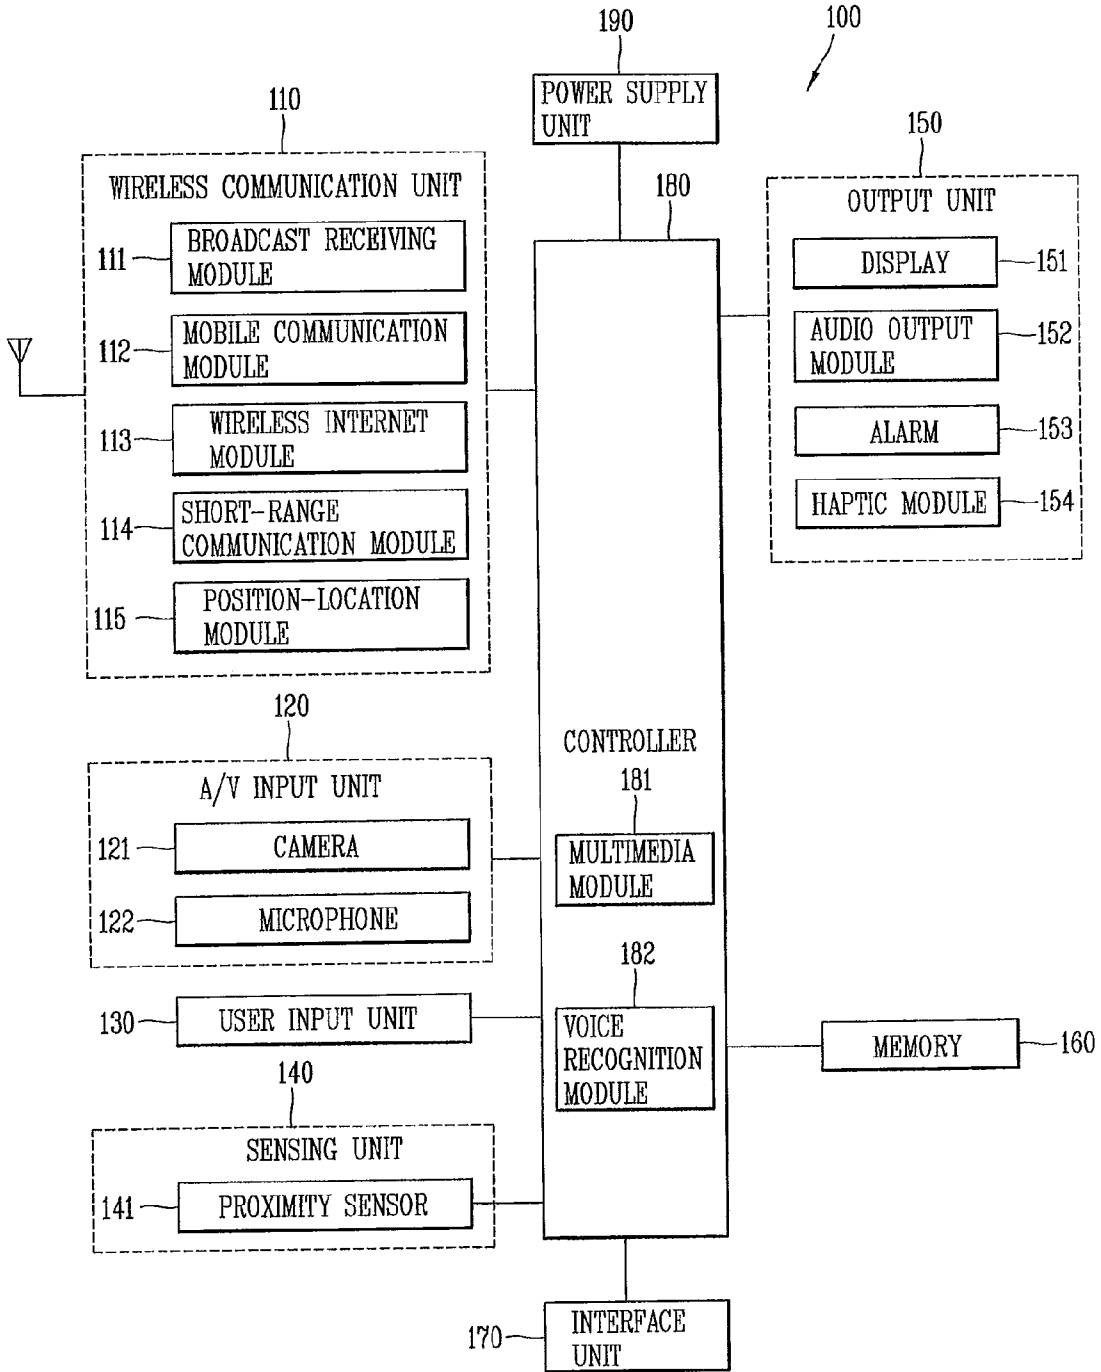 100
190
POWER SUPPLY
UNIT
110
WIRELESS COMMUNICATION UNIT
111
BROADCAST RECEIVING
MODULE
112
MOBILE COMMUNICATION
MODULE
113
WIRELESS INTERNET
MODULE
114
SHORT-RANGE
COMMUNICATION MODULE
115
POSITION-LOCATION
MODULE
120
A/V INPUT UNIT
121
CAMERA
122
MICROPHONE
130
USER INPUT UNIT
140
SENSING UNIT
141
PROXIMITY SENSOR
180
CONTROLLER
181
MULTIMEDIA
MODULE
182
VOICE
RECOGNITION
MODULE
150
OUTPUT UNIT
DISPLAY
151
AUDIO OUTPUT
MODULE
152
ALARM
153
HAPTIC MODULE
154
MEMORY
160
170
INTERFACE
UNIT